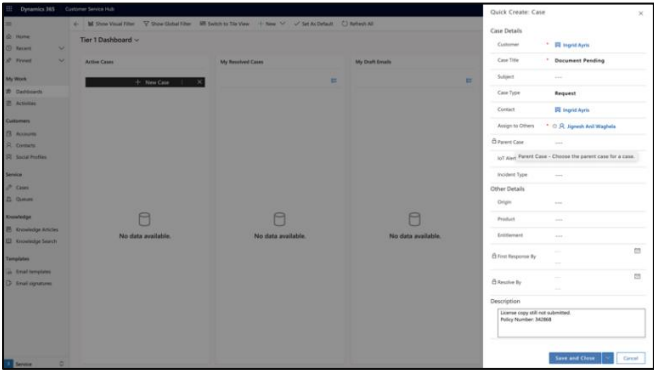 Dynamics 365 Customer Service Hub
Show Visual Filter Show Global Filter Switch to Tile View + New Set As Default Refresh All
Home
Recent
Pinned
My Work
Dashboards
Activities
Customers
Accounts
Contacts
Social Profiles
Service
Cases
Queues
Knowledge
Knowledge Articles
Knowledge Search
Templates
Email templates
Email signatures
Service
Tier 1 Dashboard
Active Cases
+ New Case
No data available.
My Resolved Cases
No data available.
My Draft Emails
No data available.
Quick Create: Case
Case Details
Customer * Ingrid Ayris
Case Title * Document Pending
Subject ---
Case Type Request
Contact Ingrid Ayris
Assign to Others * Jignesh Anil Waghela
Parent Case ---
IoT Alert
Parent Case - Choose the parent case for a case.
Incident Type ---
Other Details
Origin ---
Product ---
Entitlement ---
First Response By ---
---
Resolve By ---
---
Description
License copy still not submitted.
Policy Number: 342868
Save and Close Cancel